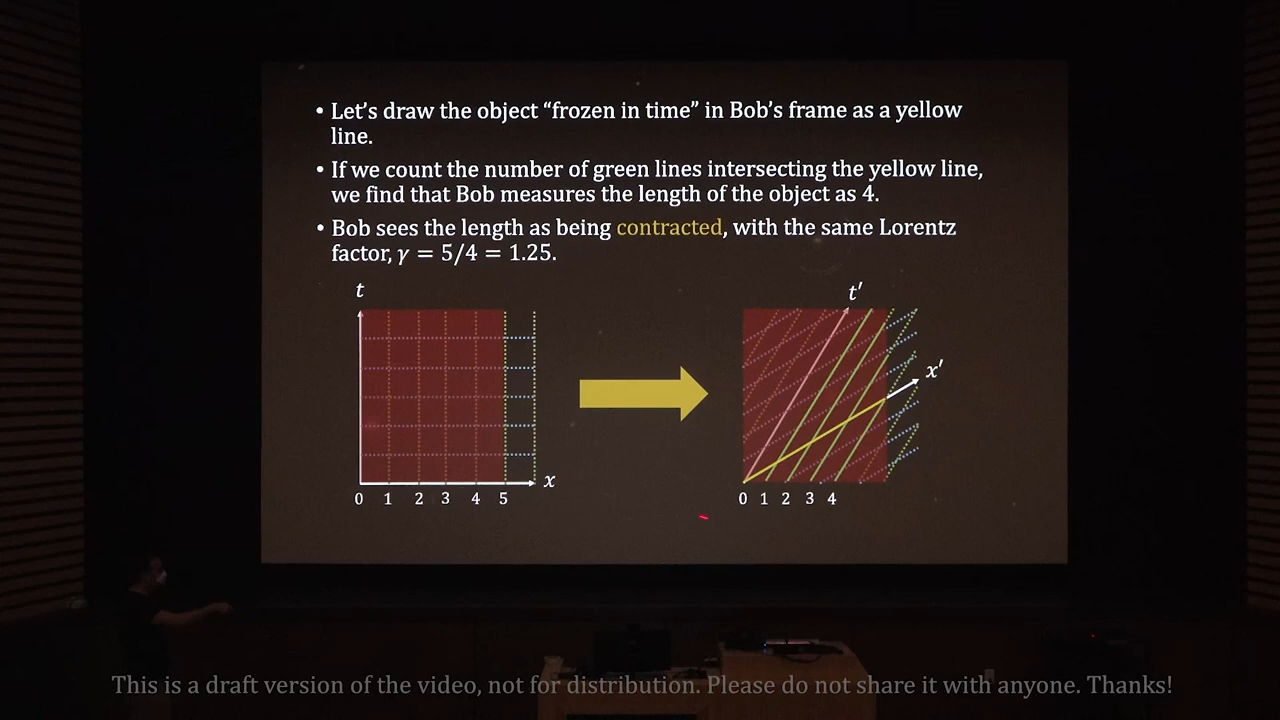 • Let's draw the object “frozen in time” in Bob's frame as a yellow
line.
• If we count the number of green lines intersecting the yellow line,
we find that Bob measures the length of the object as 4.
• Bob sees the length as being contracted, with the same Lorentz
factor, γ = 5/4 = 1.25.
t
t′
x′
x
0 1 2 3 4 5
0 1 2 3 4
This is a draft version of the video, not for distribution. Please do not share it with anyone. Thanks!